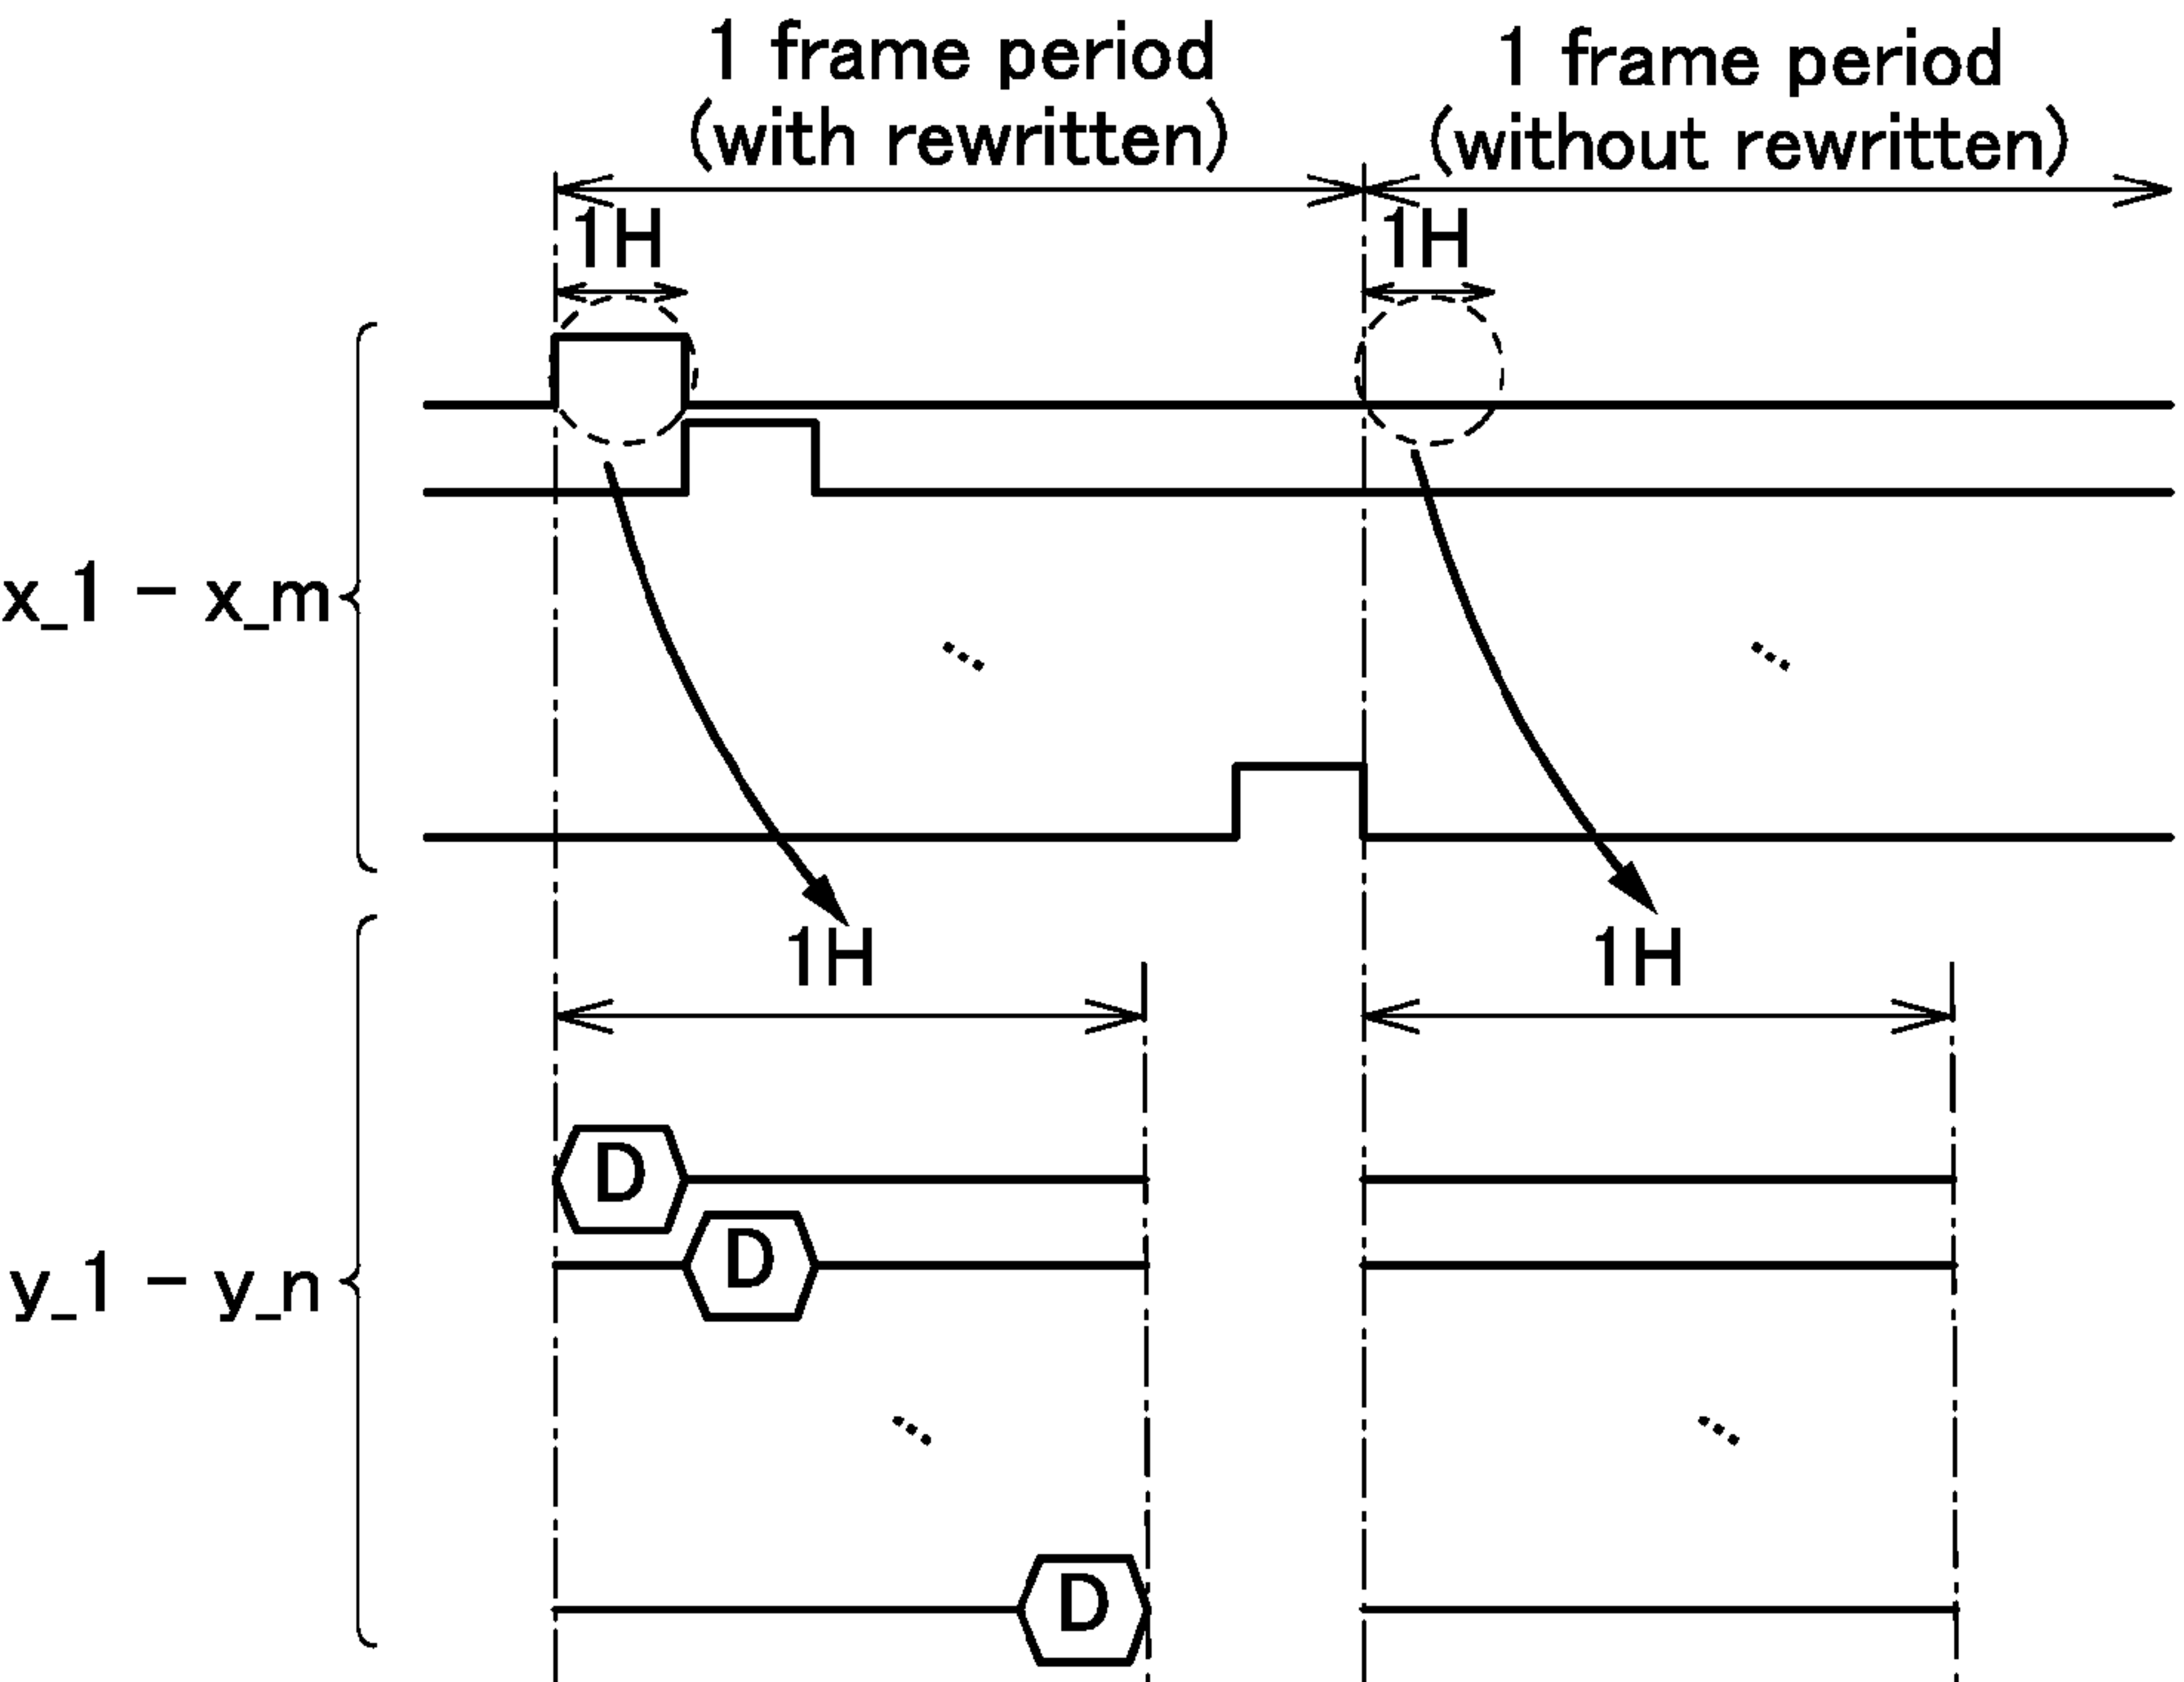 1 frame period
(with rewritten)
1 frame period
(without rewritten)
1H
1H
x_1 - x_m
1H
1H
D
D
y_1 - y_n
D